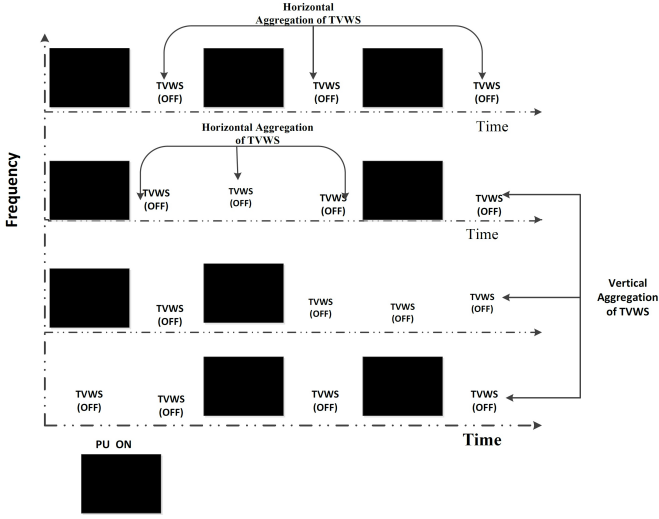 Horizontal
Aggregation of TVWS
TVWS
(OFF)
TVWS
(OFF)
TVWS
(OFF)
Time
Horizontal Aggregation
of TVWS
TVWS
(OFF)
TVWS
(OFF)
TVWS
(OFF)
TVWS
(OFF)
Time
Frequency
TVWS
(OFF)
TVWS
(OFF)
TVWS
(OFF)
TVWS
(OFF)
Vertical
Aggregation
of TVWS
TVWS
(OFF)
TVWS
(OFF)
TVWS
(OFF)
TVWS
(OFF)
Time
PU ON